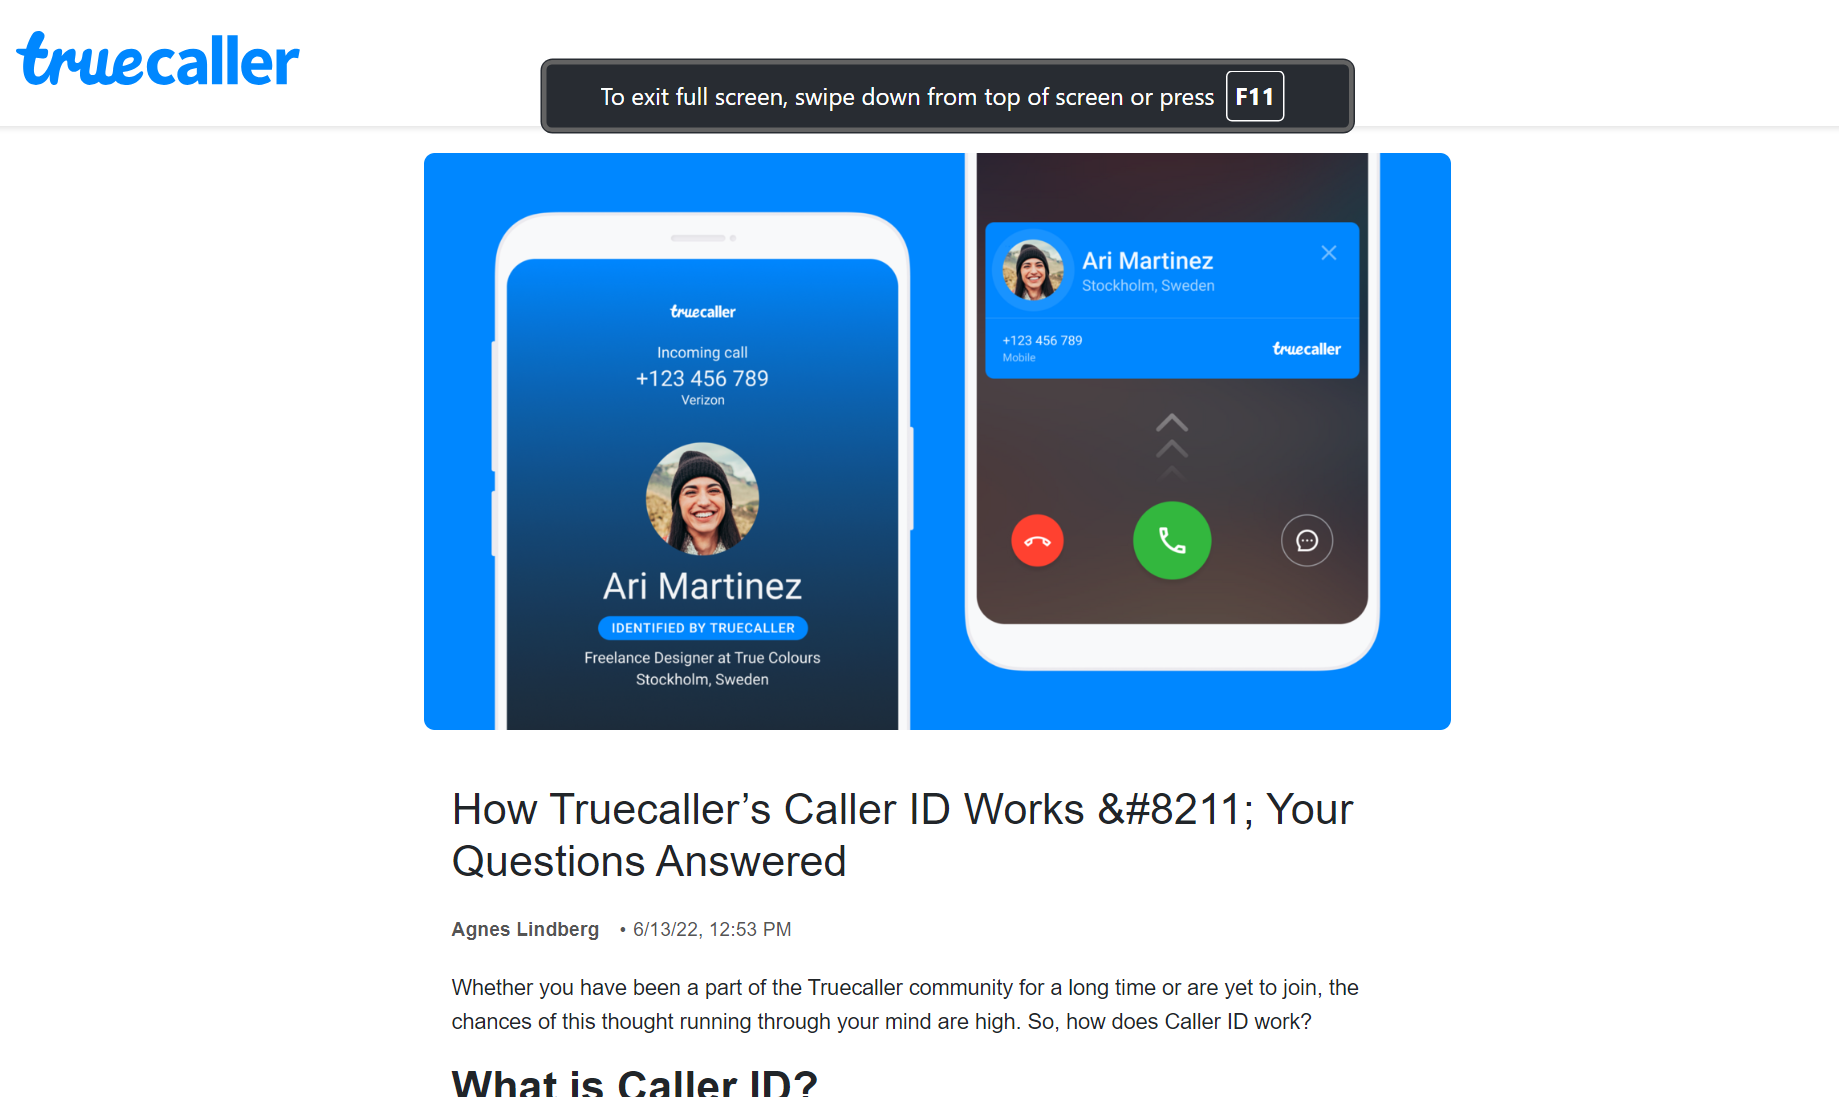 truecaller
To exit full screen, swipe down from top of screen or press F11
truecaller
Incoming call
+123 456 789
Verizon
Ari Martinez
IDENTIFIED BY TRUECALLER
Freelance Designer at True Colours
Stockholm, Sweden
Ari Martinez
Stockholm, Sweden
+123 456 789
Mobile
truecaller
How Truecaller’s Caller ID Works &#8211; Your
Questions Answered
Agnes Lindberg • 6/13/22, 12:53 PM
Whether you have been a part of the Truecaller community for a long time or are yet to join, the
chances of this thought running through your mind are high. So, how does Caller ID work?
What is Caller ID?